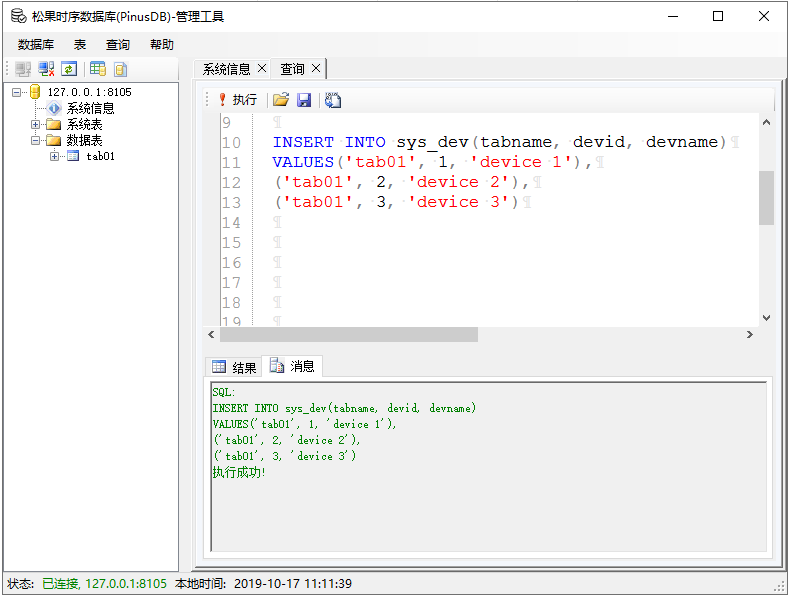 松果时序数据库(PinusDB)-管理工具
数据库 表 查询 帮助
127.0.0.1:8105
系统信息
系统表
数据表
tab01
系统信息 查询
执行
9 ¶
10 INSERT INTO sys_dev(tabname, devid, devname)¶
11 VALUES('tab01', 1, 'device 1'),¶
12 ('tab01', 2, 'device 2'),¶
13 ('tab01', 3, 'device 3')¶
14 ¶
15 ¶
16 ¶
17 ¶
18 ¶
19 ¶
结果 消息
SQL:
INSERT INTO sys_dev(tabname, devid, devname)
VALUES('tab01', 1, 'device 1'),
('tab01', 2, 'device 2'),
('tab01', 3, 'device 3')
执行成功!
状态: 已连接, 127.0.0.1:8105 本地时间: 2019-10-17 11:11:39